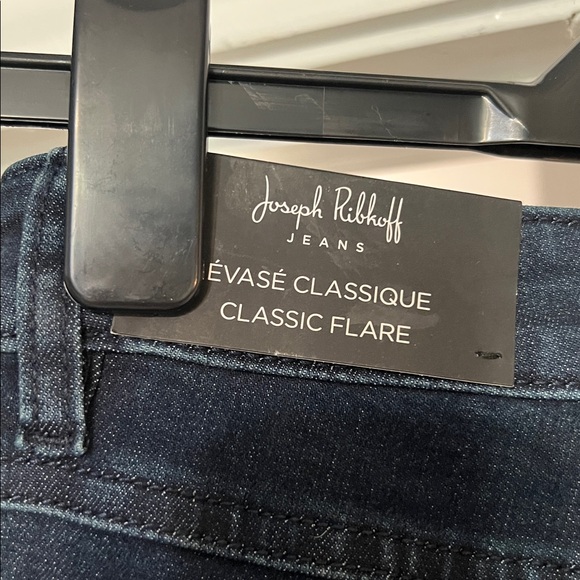 Joseph Ribkoff
JEANS
ÉVASÉ CLASSIQUE
CLASSIC FLARE